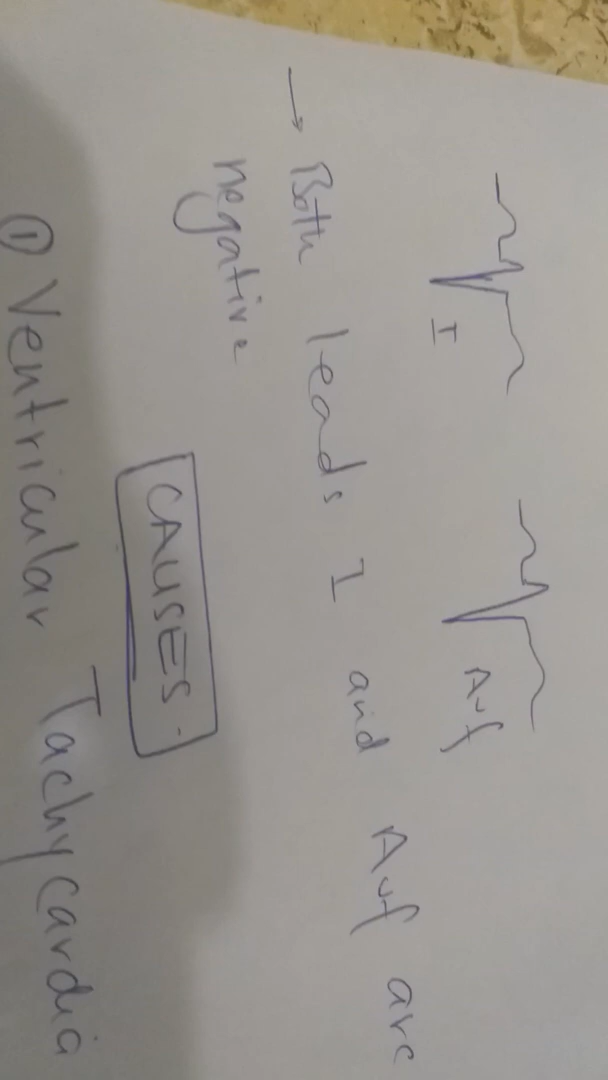 I Avf
→ Both leads I and Avf are
negative
CAUSES.
① Ventricular Tachycardia